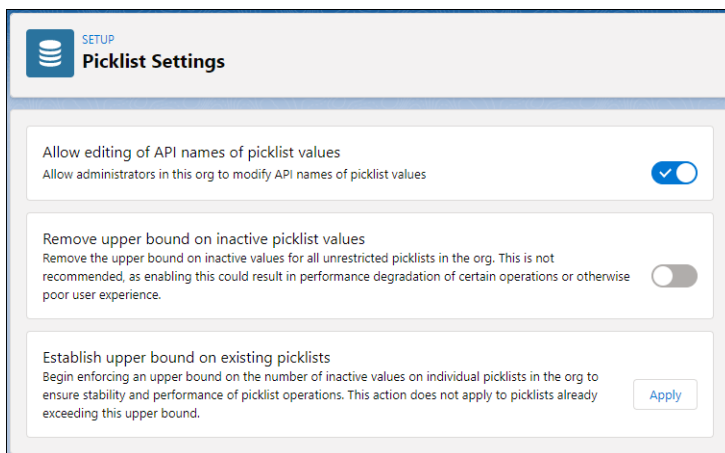 SETUP
Picklist Settings
Allow editing of API names of picklist values
Allow administrators in this org to modify API names of picklist values
Remove upper bound on inactive picklist values
Remove the upper bound on inactive values for all unrestricted picklists in the org. This is not
recommended, as enabling this could result in performance degradation of certain operations or otherwise
poor user experience.
Establish upper bound on existing picklists
Begin enforcing an upper bound on the number of inactive values on individual picklists in the org to
ensure stability and performance of picklist operations. This action does not apply to picklists already
exceeding this upper bound.
Apply